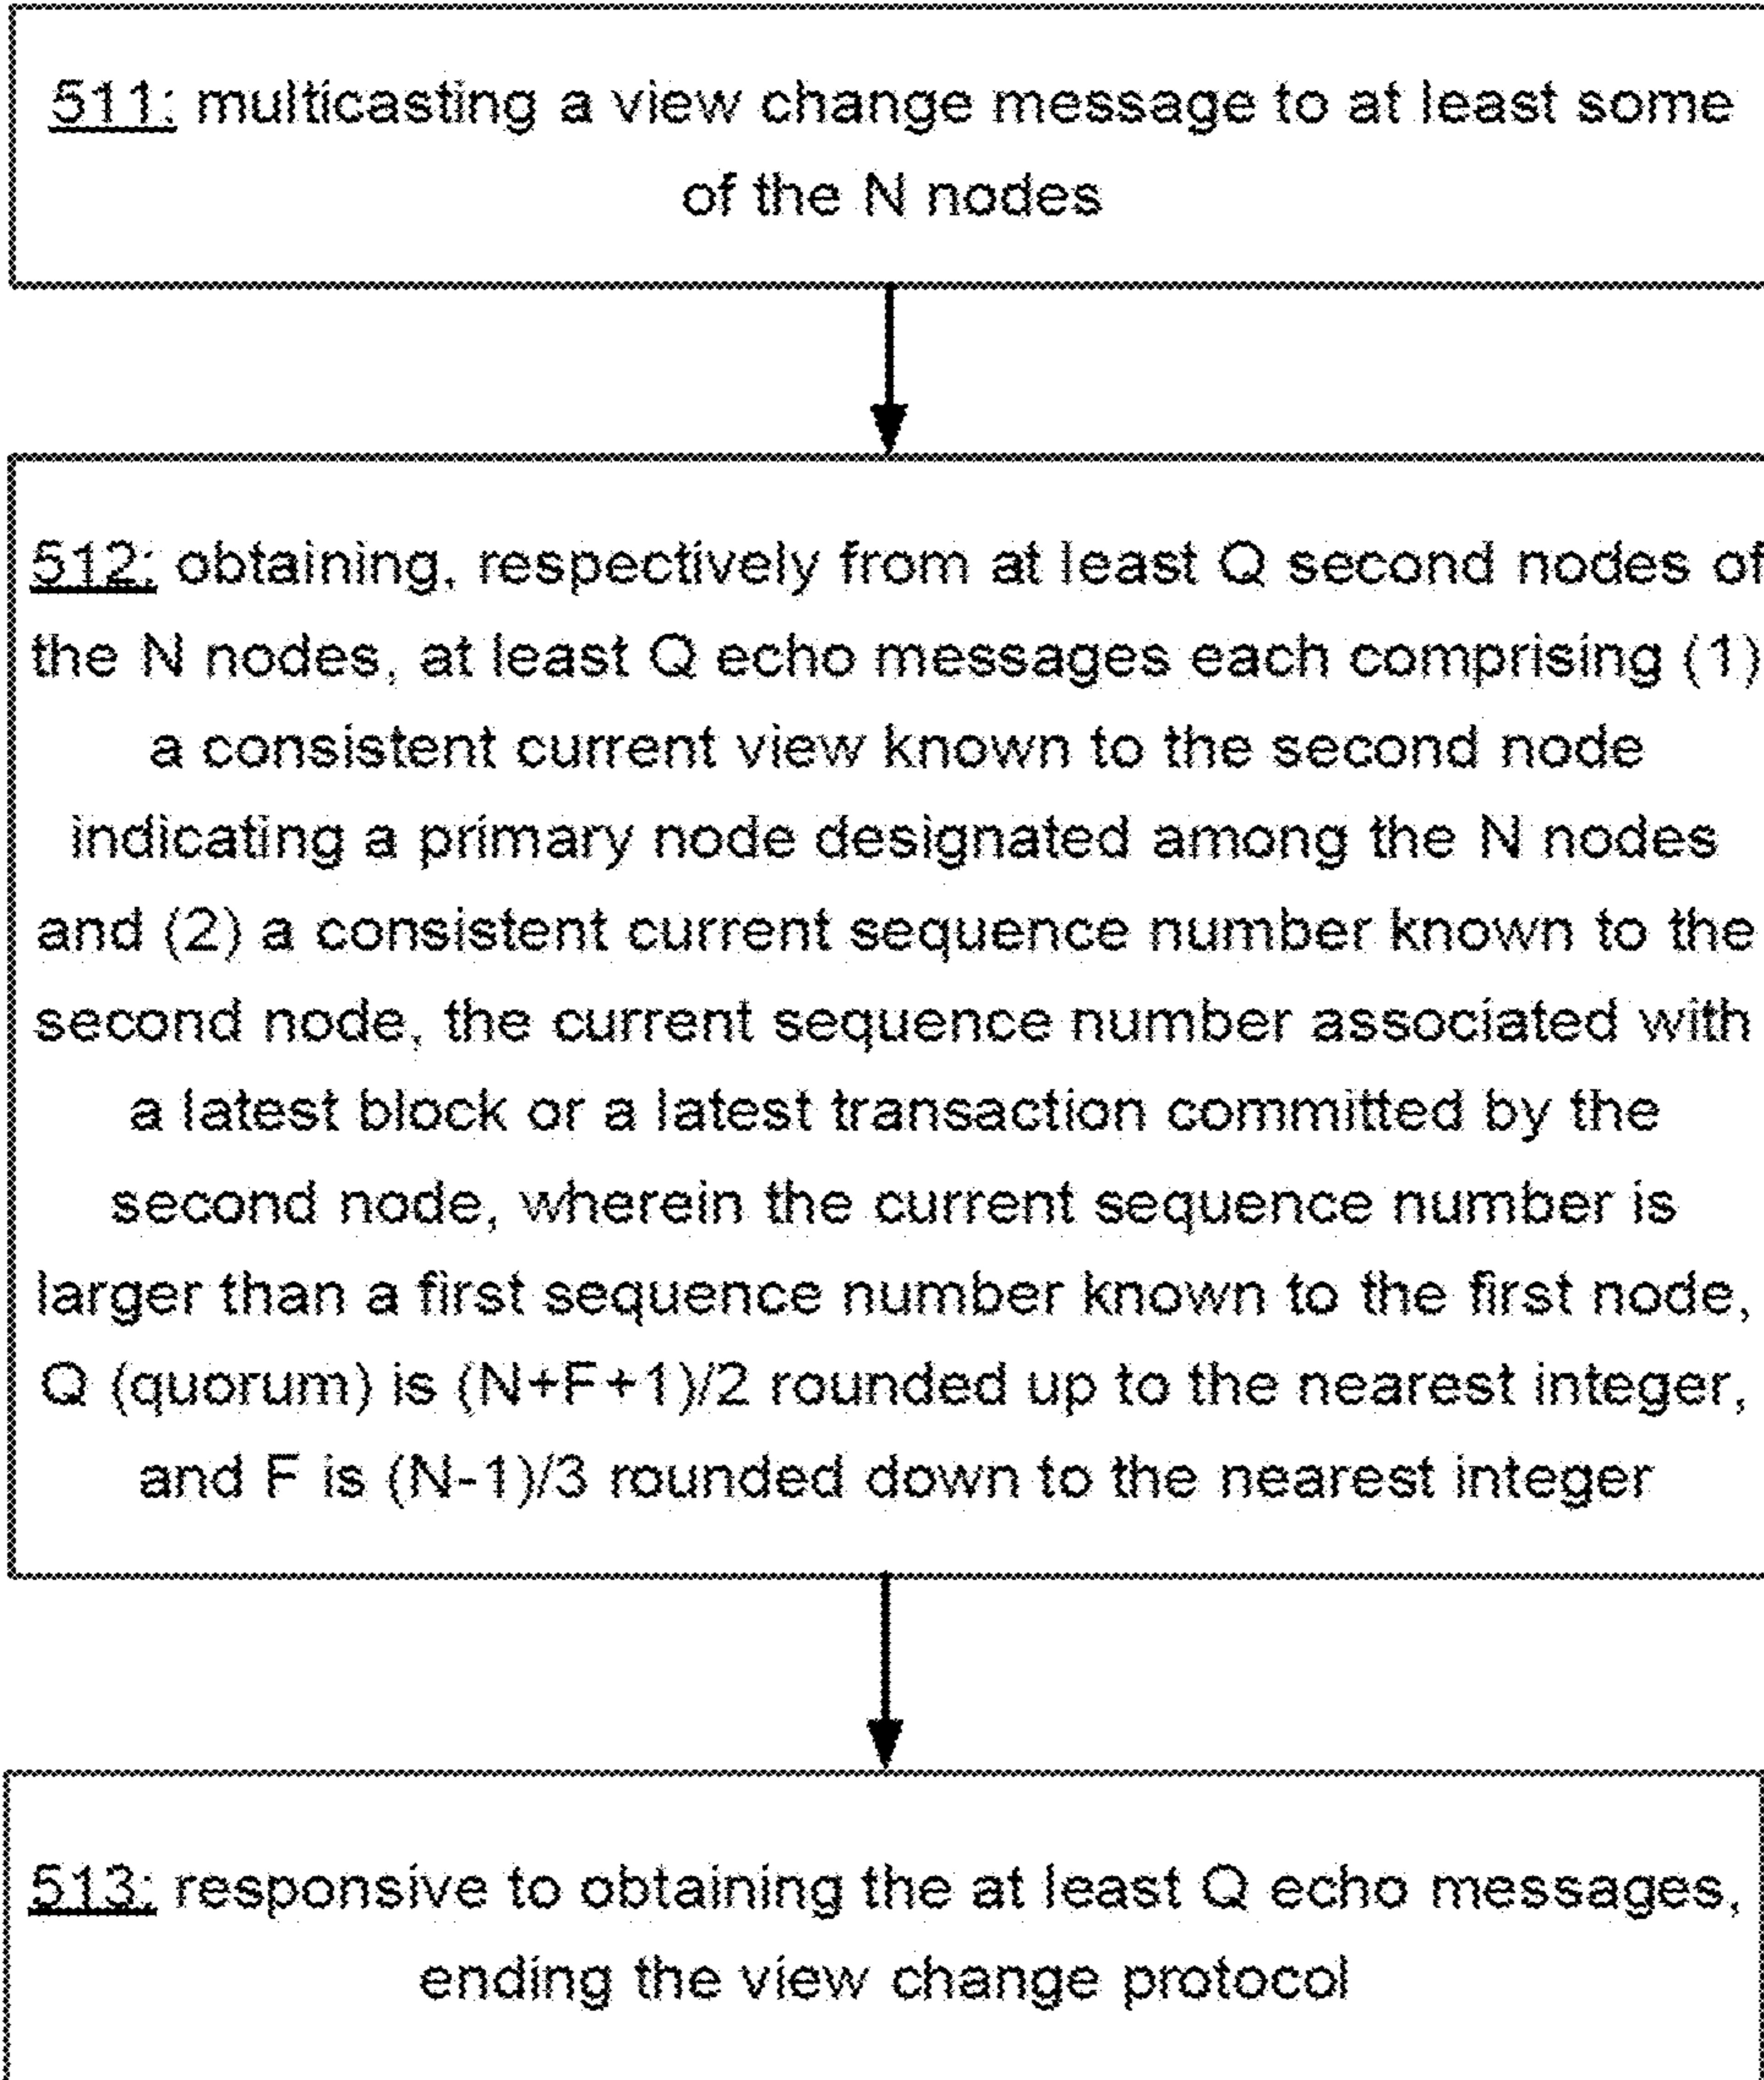 511: multicasting a view change message to at least some
of the N nodes
512: obtaining, respectively from at least Q second nodes of
the N nodes, at least Q echo messages each comprising (1)
a consistent current view known to the second node
indicating a primary node designated among the N nodes
and (2) a consistent current sequence number known to the
second node, the current sequence number associated with
a latest block or a latest transaction committed by the
second node, wherein the current sequence number is
larger than a first sequence number known to the first node,
Q (quorum) is (N+F+1)/2 rounded up to the nearest integer,
and F is (N-1)/3 rounded down to the nearest integer
513: responsive to obtaining the at least Q echo messages,
ending the view change protocol